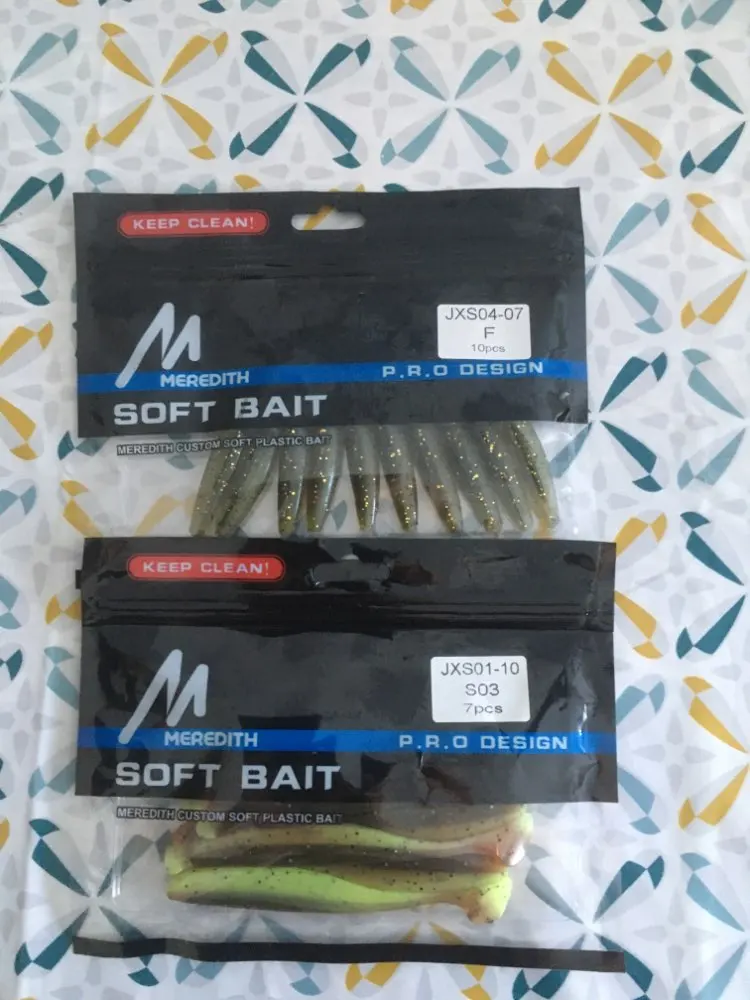 KEEP CLEAN!
JXS04-07
F
10pcs
M
MEREDITH
P.R.O DESIGN
SOFT BAIT
MEREDITH CUSTOM SOFT PLASTIC BAIT
KEEP CLEAN!
JXS01-10
S03
7pcs
M
MEREDITH
P.R.O DESIGN
SOFT BAIT
MEREDITH CUSTOM SOFT PLASTIC BAIT